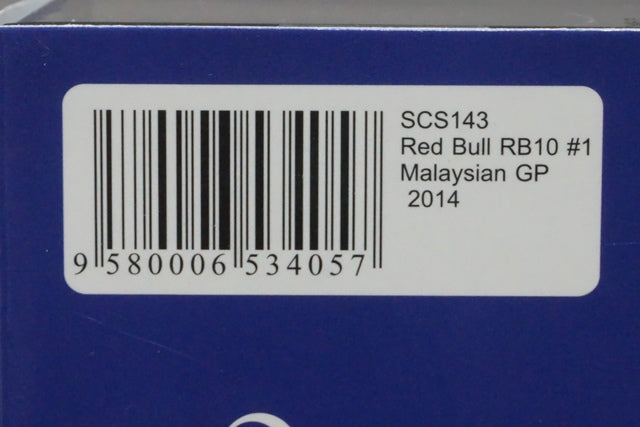 SCS143
Red Bull RB10 #1
Malaysian GP
2014
9 580006 534057